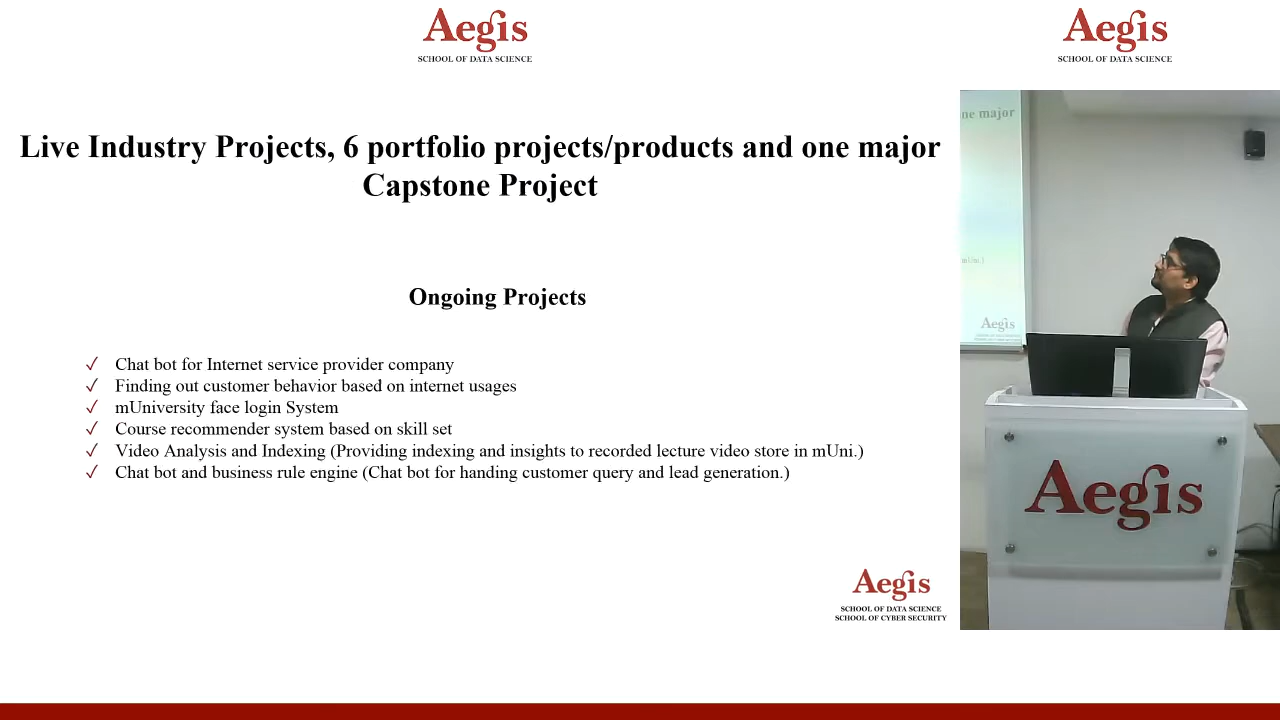 Aegis
SCHOOL OF DATA SCIENCE
Aegis
SCHOOL OF DATA SCIENCE
Live Industry Projects, 6 portfolio projects/products and one major
Capstone Project
Ongoing Projects
✓ Chat bot for Internet service provider company
✓ Finding out customer behavior based on internet usages
✓ mUniversity face login System
✓ Course recommender system based on skill set
✓ Video Analysis and Indexing (Providing indexing and insights to recorded lecture video store in mUni.)
✓ Chat bot and business rule engine (Chat bot for handing customer query and lead generation.)
Aegis
SCHOOL OF DATA SCIENCE
SCHOOL OF CYBER SECURITY
ne major
mUni.)
Aegis
Aegis